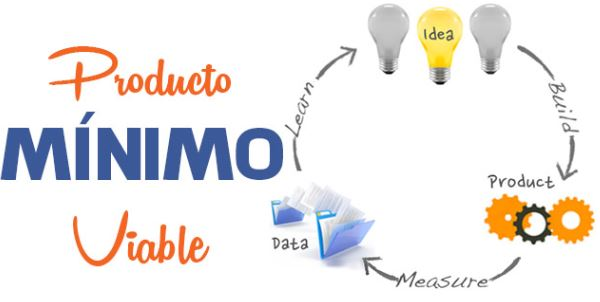 Producto
MÍNIMO
Viable
Idea
Build
Product
Measure
Data
Learn